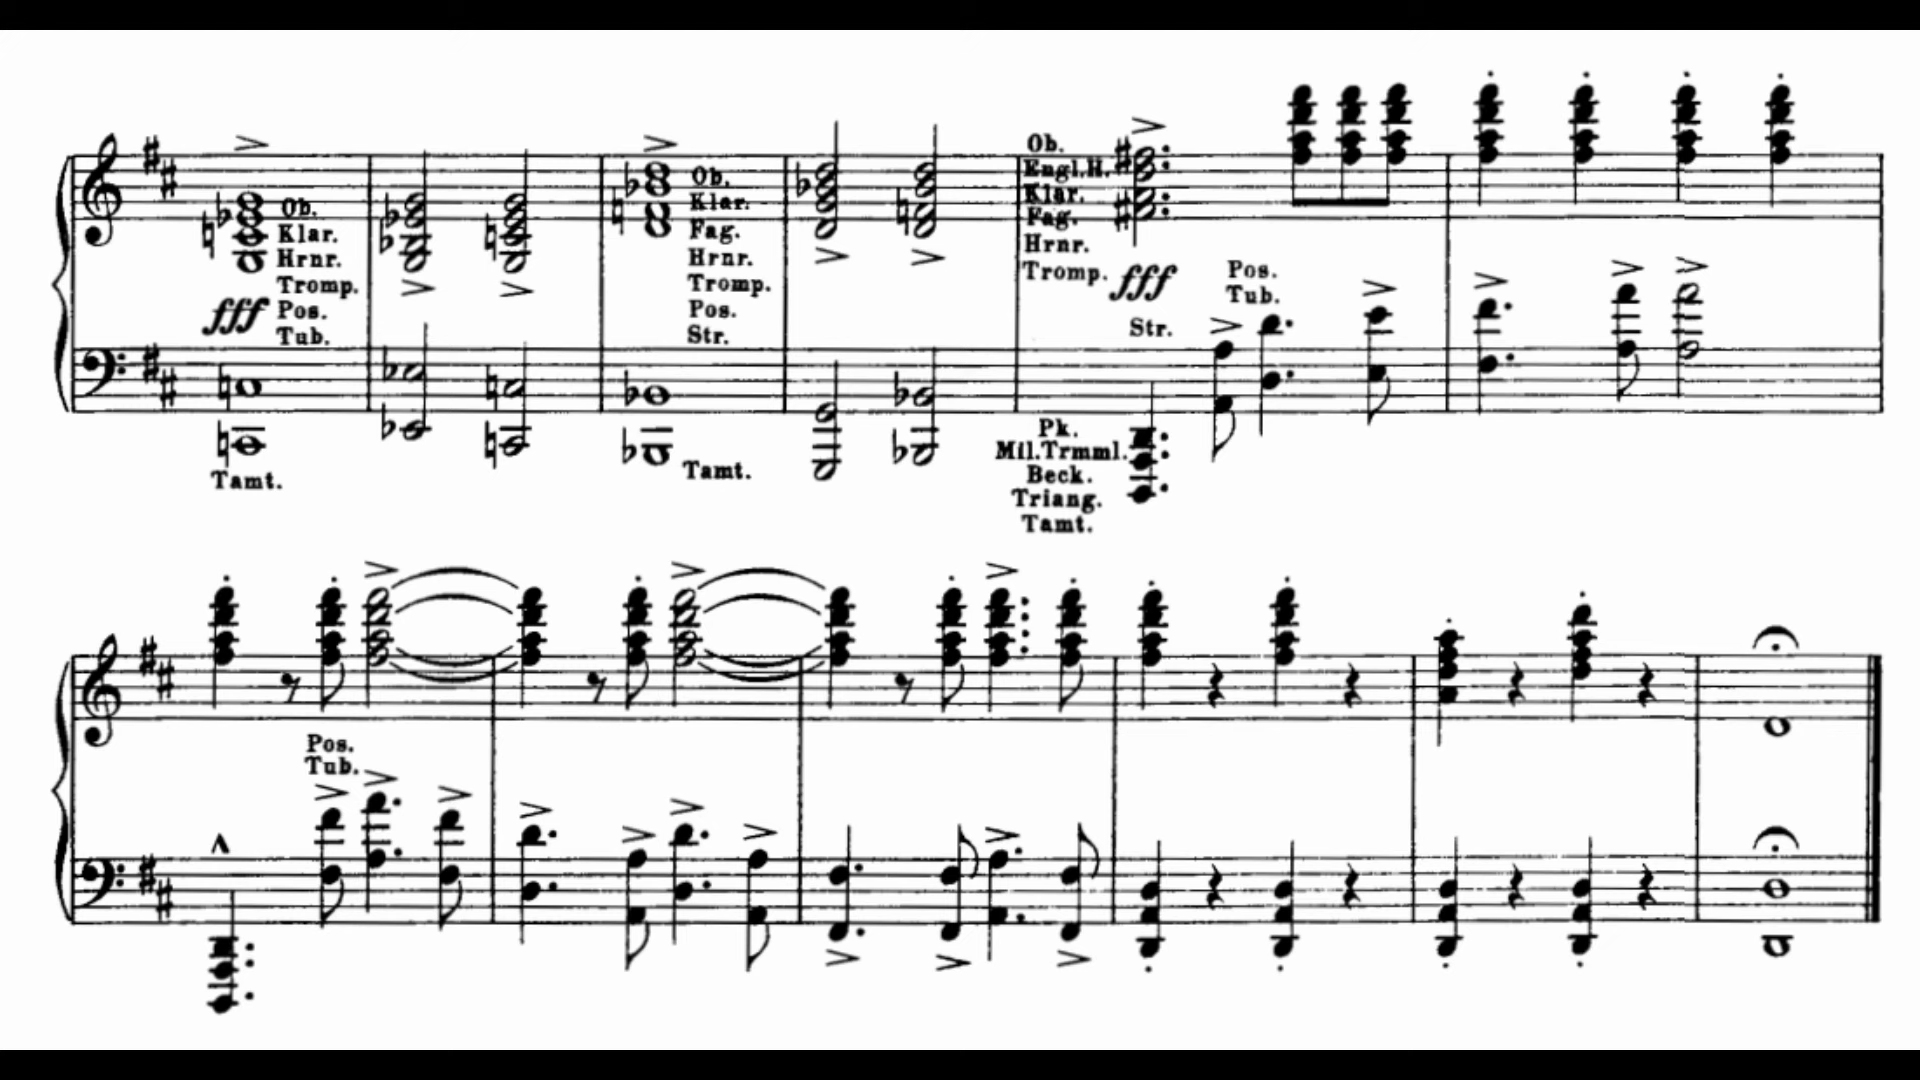 Ob.
Klar.
Hrnr.
Tromp.
fff Pos.
Tub.
Tamt.
Ob.
Klar.
Fag.
Hrnr.
Tromp.
Pos.
Str.
Tamt.
Ob.
Engl.H.
Klar.
Fag.
Hrnr.
Tromp. fff
Str.
Pos.
Tub.
Pk.
Mil.Trmml.
Beck.
Triang.
Tamt.
Pos.
Tub.